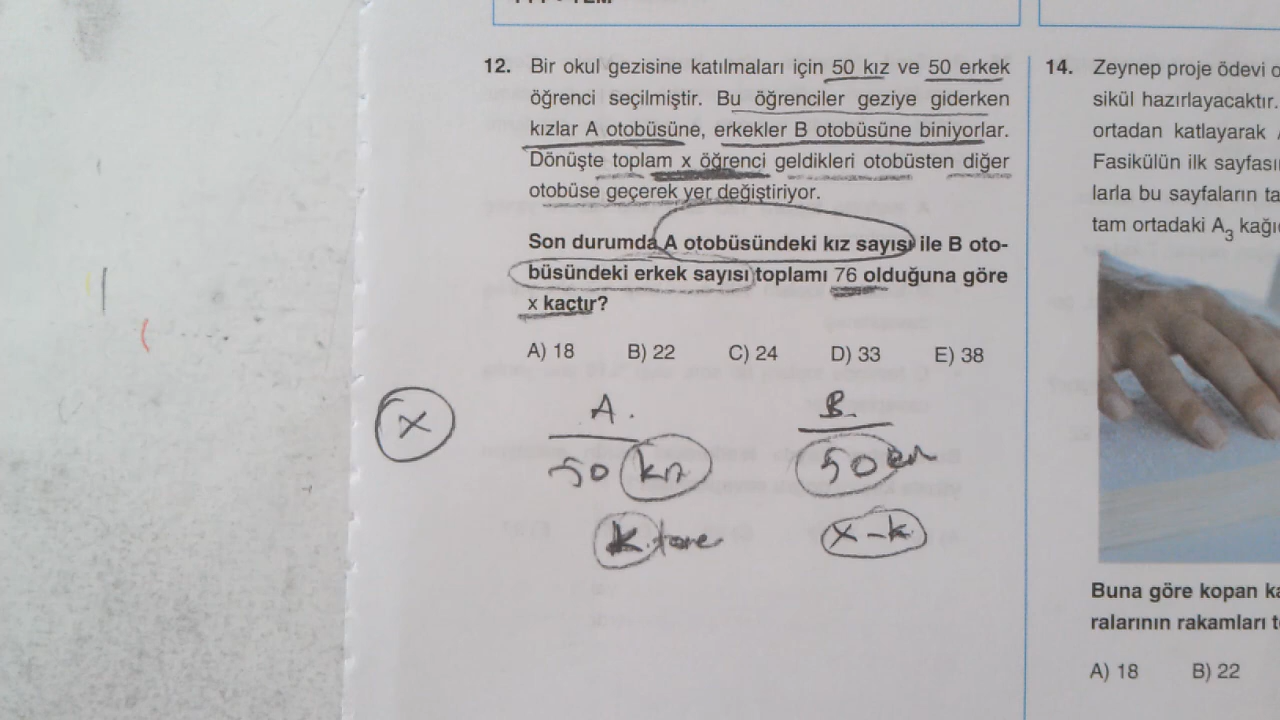 12. Bir okul gezisine katılmaları için 50 kız ve 50 erkek
öğrenci seçilmiştir. Bu öğrenciler geziye giderken
kızlar A otobüsüne, erkekler B otobüsüne biniyorlar.
Dönüşte toplam x öğrenci geldikleri otobüsten diğer
otobüse geçerek yer değiştiriyor.
Son durumda A otobüsündeki kız sayısı ile B oto-
büsündeki erkek sayısı toplamı 76 olduğuna göre
x kaçtır?
A) 18 B) 22 C) 24 D) 33 E) 38
x
A. B
50 kız 50 er
k tane x-k
14. Zeynep proje ödevi
sikül hazırlayacaktır.
ortadan katlayarak
Fasikülün ilk
larla bu sayfaların
tam ortadaki A3
Buna göre kopan
ralarının rakamları
A) 18 B) 22